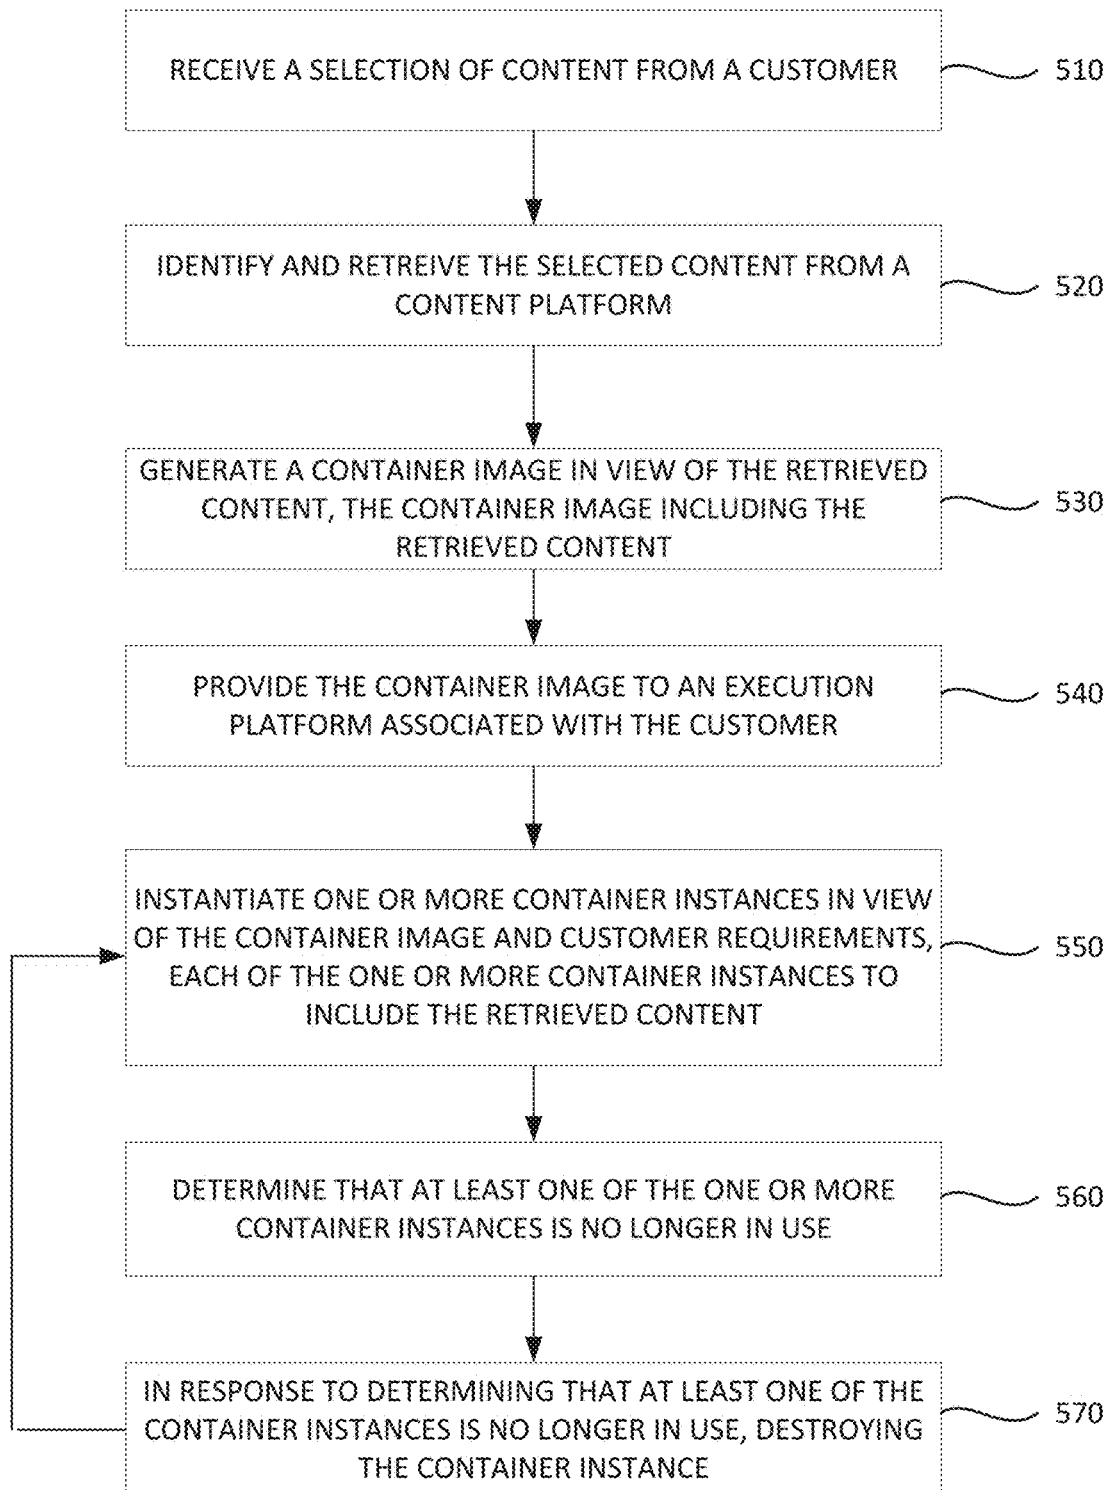 RECEIVE A SELECTION OF CONTENT FROM A CUSTOMER
510
IDENTIFY AND RETREIVE THE SELECTED CONTENT FROM A
CONTENT PLATFORM
520
GENERATE A CONTAINER IMAGE IN VIEW OF THE RETRIEVED
CONTENT, THE CONTAINER IMAGE INCLUDING THE
RETRIEVED CONTENT
530
PROVIDE THE CONTAINER IMAGE TO AN EXECUTION
PLATFORM ASSOCIATED WITH THE CUSTOMER
540
INSTANTIATE ONE OR MORE CONTAINER INSTANCES IN VIEW
OF THE CONTAINER IMAGE AND CUSTOMER REQUIREMENTS,
EACH OF THE ONE OR MORE CONTAINER INSTANCES TO
INCLUDE THE RETRIEVED CONTENT
550
DETERMINE THAT AT LEAST ONE OF THE ONE OR MORE
CONTAINER INSTANCES IS NO LONGER IN USE
560
IN RESPONSE TO DETERMINING THAT AT LEAST ONE OF THE
CONTAINER INSTANCES IS NO LONGER IN USE, DESTROYING
THE CONTAINER INSTANCE
570